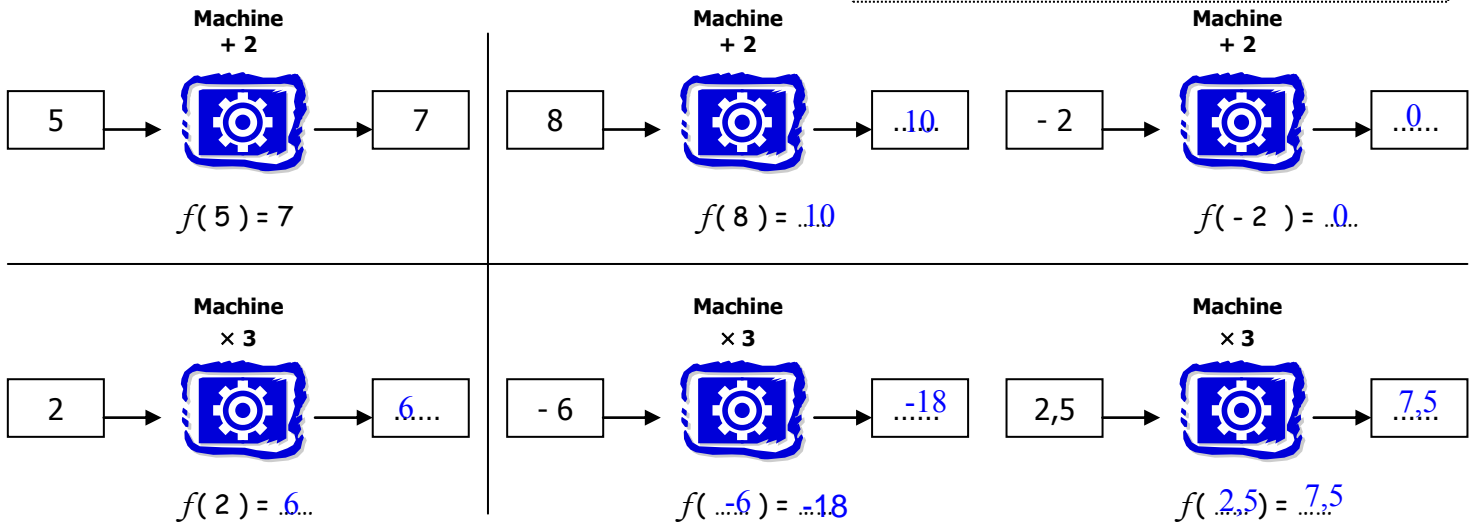 Machine
+ 2
5
7
f( 5 ) = 7
Machine
+ 2
8
...10...
f( 8 ) = ..10..
Machine
+ 2
- 2
...0...
f( - 2 ) = ..0...
Machine
× 3
2
.6.....
f( 2 ) = .6....
Machine
× 3
- 6
..-18..
f( ..-6 ) = -18
Machine
× 3
2,5
7,5
f( 2,5 ) = 7,5